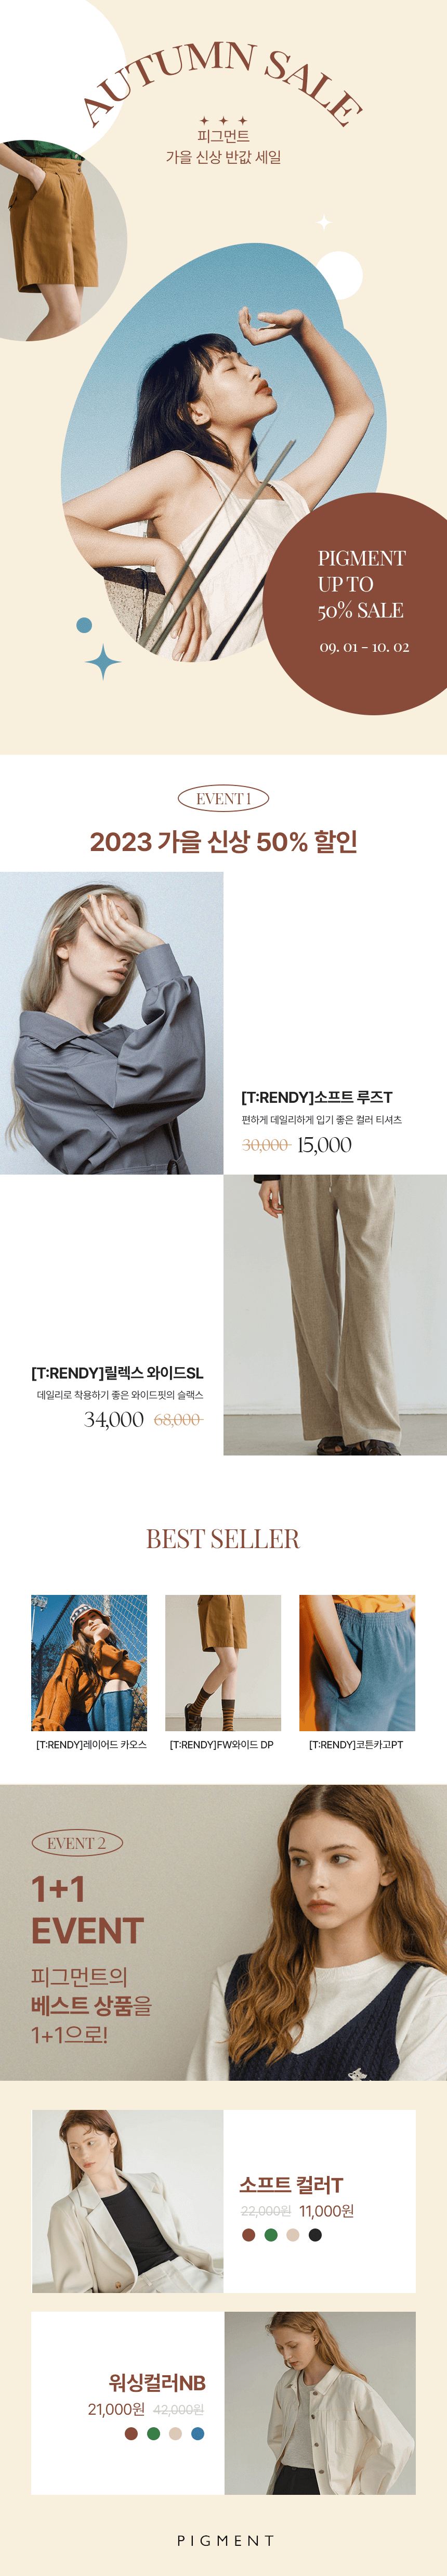 AUTUMN SALE
피그먼트
가을 신상 반값 세일
PIGMENT
UP TO
50% SALE
09. 01 - 10. 02
EVENT 1
2023 가을 신상 50% 할인
[T:RENDY]소프트 루즈T
편하게 데일리하게 입기 좋은 컬러 티셔츠
30,000 15,000
[T:RENDY]릴렉스 와이드SL
데일리로 착용하기 좋은 와이드핏의 슬랙스
34,000 68,000
BEST SELLER
[T:RENDY]레이어드 카오스
[T:RENDY]FW와이드 DP
[T:RENDY]코튼카고PT
EVENT 2
1+1
EVENT
피그먼트의
베스트 상품을
1+1으로!
소프트 컬러T
22,000원 11,000원
워싱컬러NB
21,000원 42,000원
PIGMENT